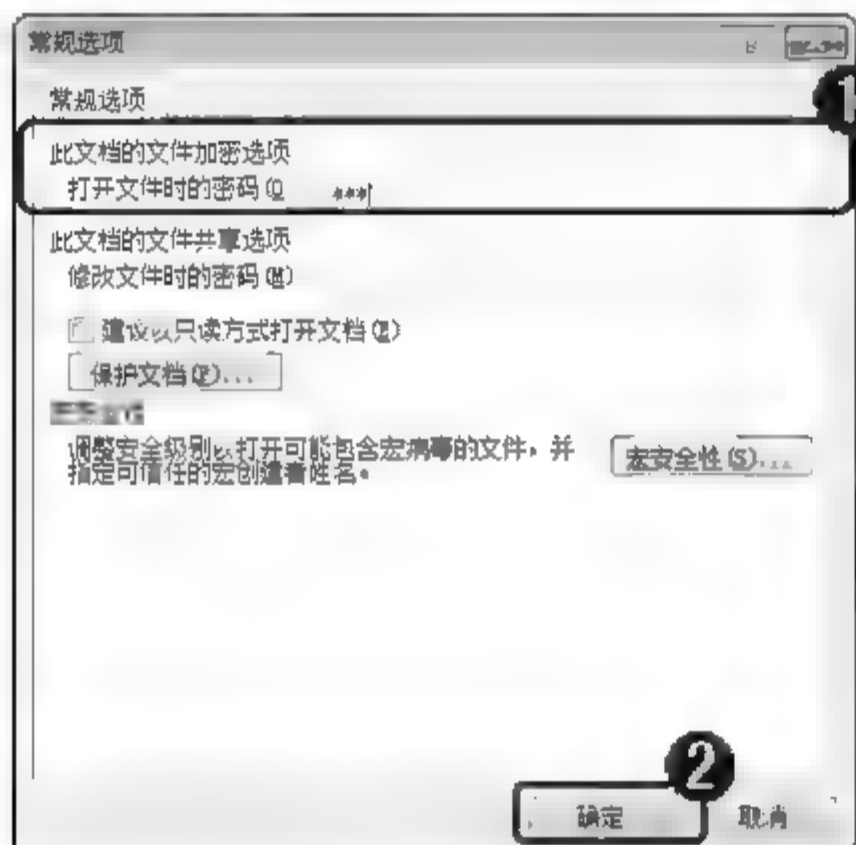 常规选项
1
常规选项
此文档的文件加密选项
打开文件时的密码(O ***
此文档的文件共享选项
修改文件时的密码(M)
建议以只读方式打开文档(E)
保护文档(P)...
调整安全级别以打开可能包含宏病毒的文件，并
指定可信任的宏创建者姓名。
宏安全性(S)...
2
确定
取消